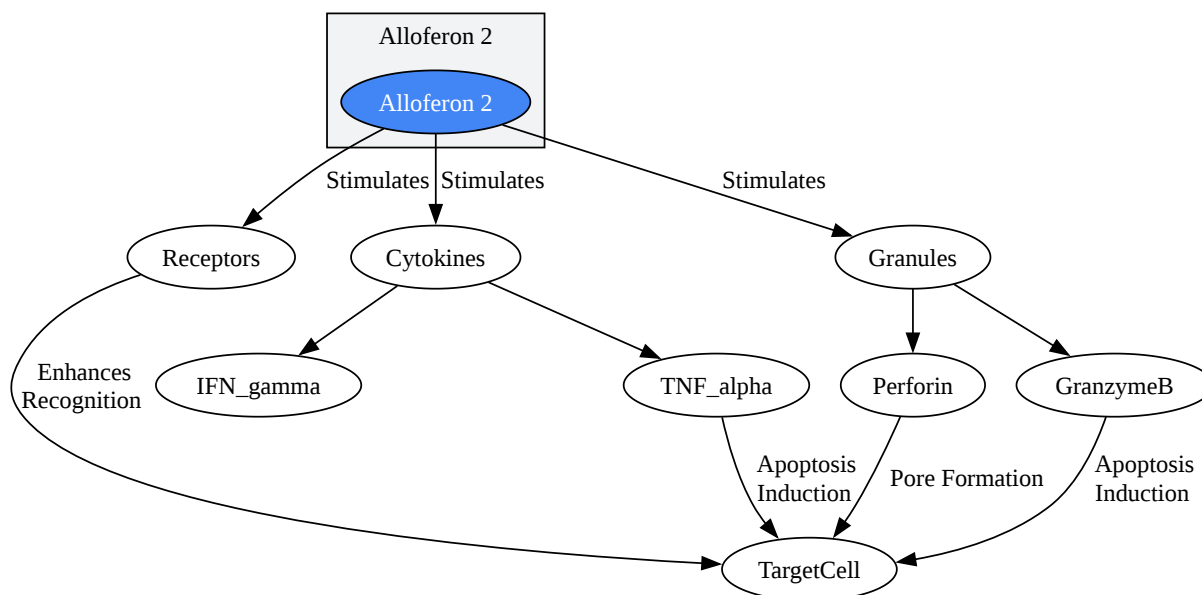 Alloferon 2
Alloferon 2
Stimulates
Stimulates
Stimulates
Receptors
Cytokines
Granules
Enhances
Recognition
IFN_gamma
TNF_alpha
Perforin
GranzymeB
Apoptosis
Induction
Pore Formation
Apoptosis
Induction
TargetCell